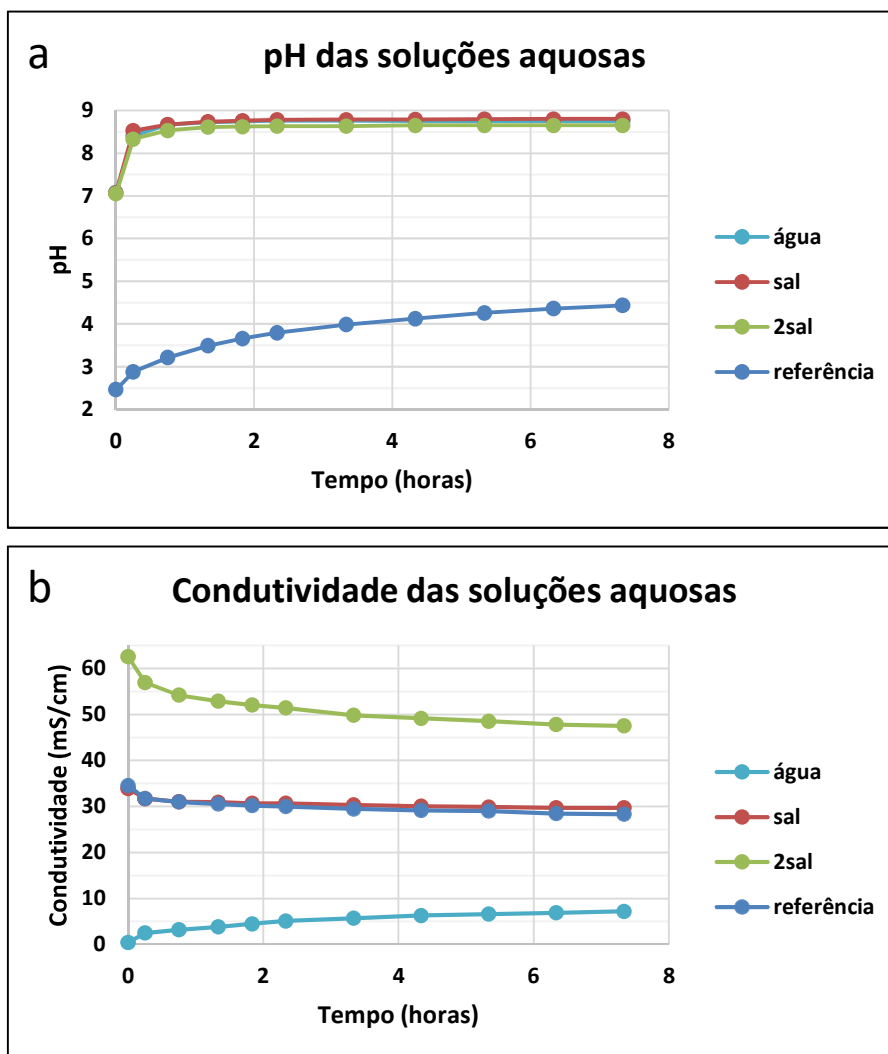 a
pH das soluções aquosas
9
8
7
6
5
4
3
2
pH
0 2 4 6 8
Tempo (horas)
água
sal
2sal
referência
b
Condutividade das soluções aquosas
60
50
40
30
20
10
0
Condutividade (mS/cm)
0 2 4 6 8
Tempo (horas)
água
sal
2sal
referência